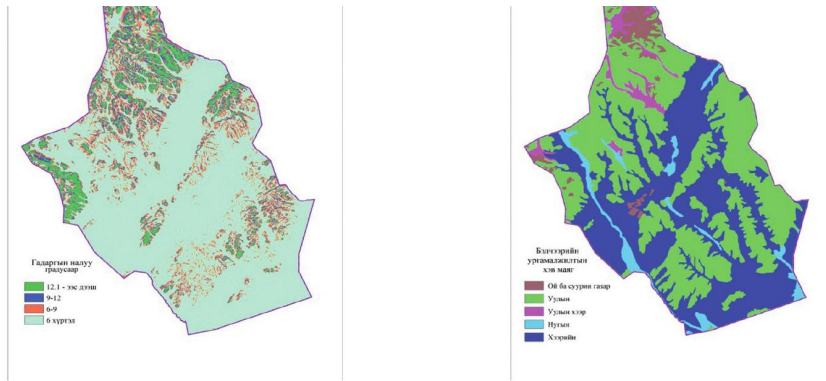 Гадаргын налуу
градусаар
12.1 - ээс дээш
9-12
6-9
6 хүртэл
Бэлчээрийн
ургамалжилтын
хэв маяг
Ой ба суурин газар
Уулын
Уулын хээр
Нугын
Хээрийн